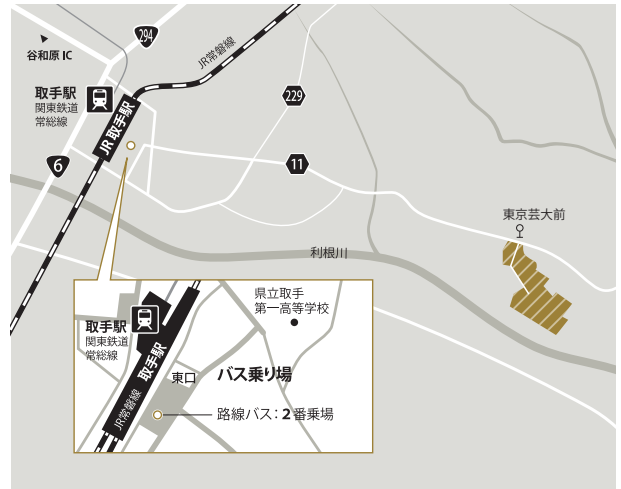 294
谷和原 IC
JR常磐線
取手駅
関東鉄道
常総線
JR 取手駅
229
6
11
東京芸大前
利根川
県立取手
第一高等学校
取手駅
関東鉄道
常総線
取手駅
東口
バス乗り場
JR常磐線
路線バス：2番乗場